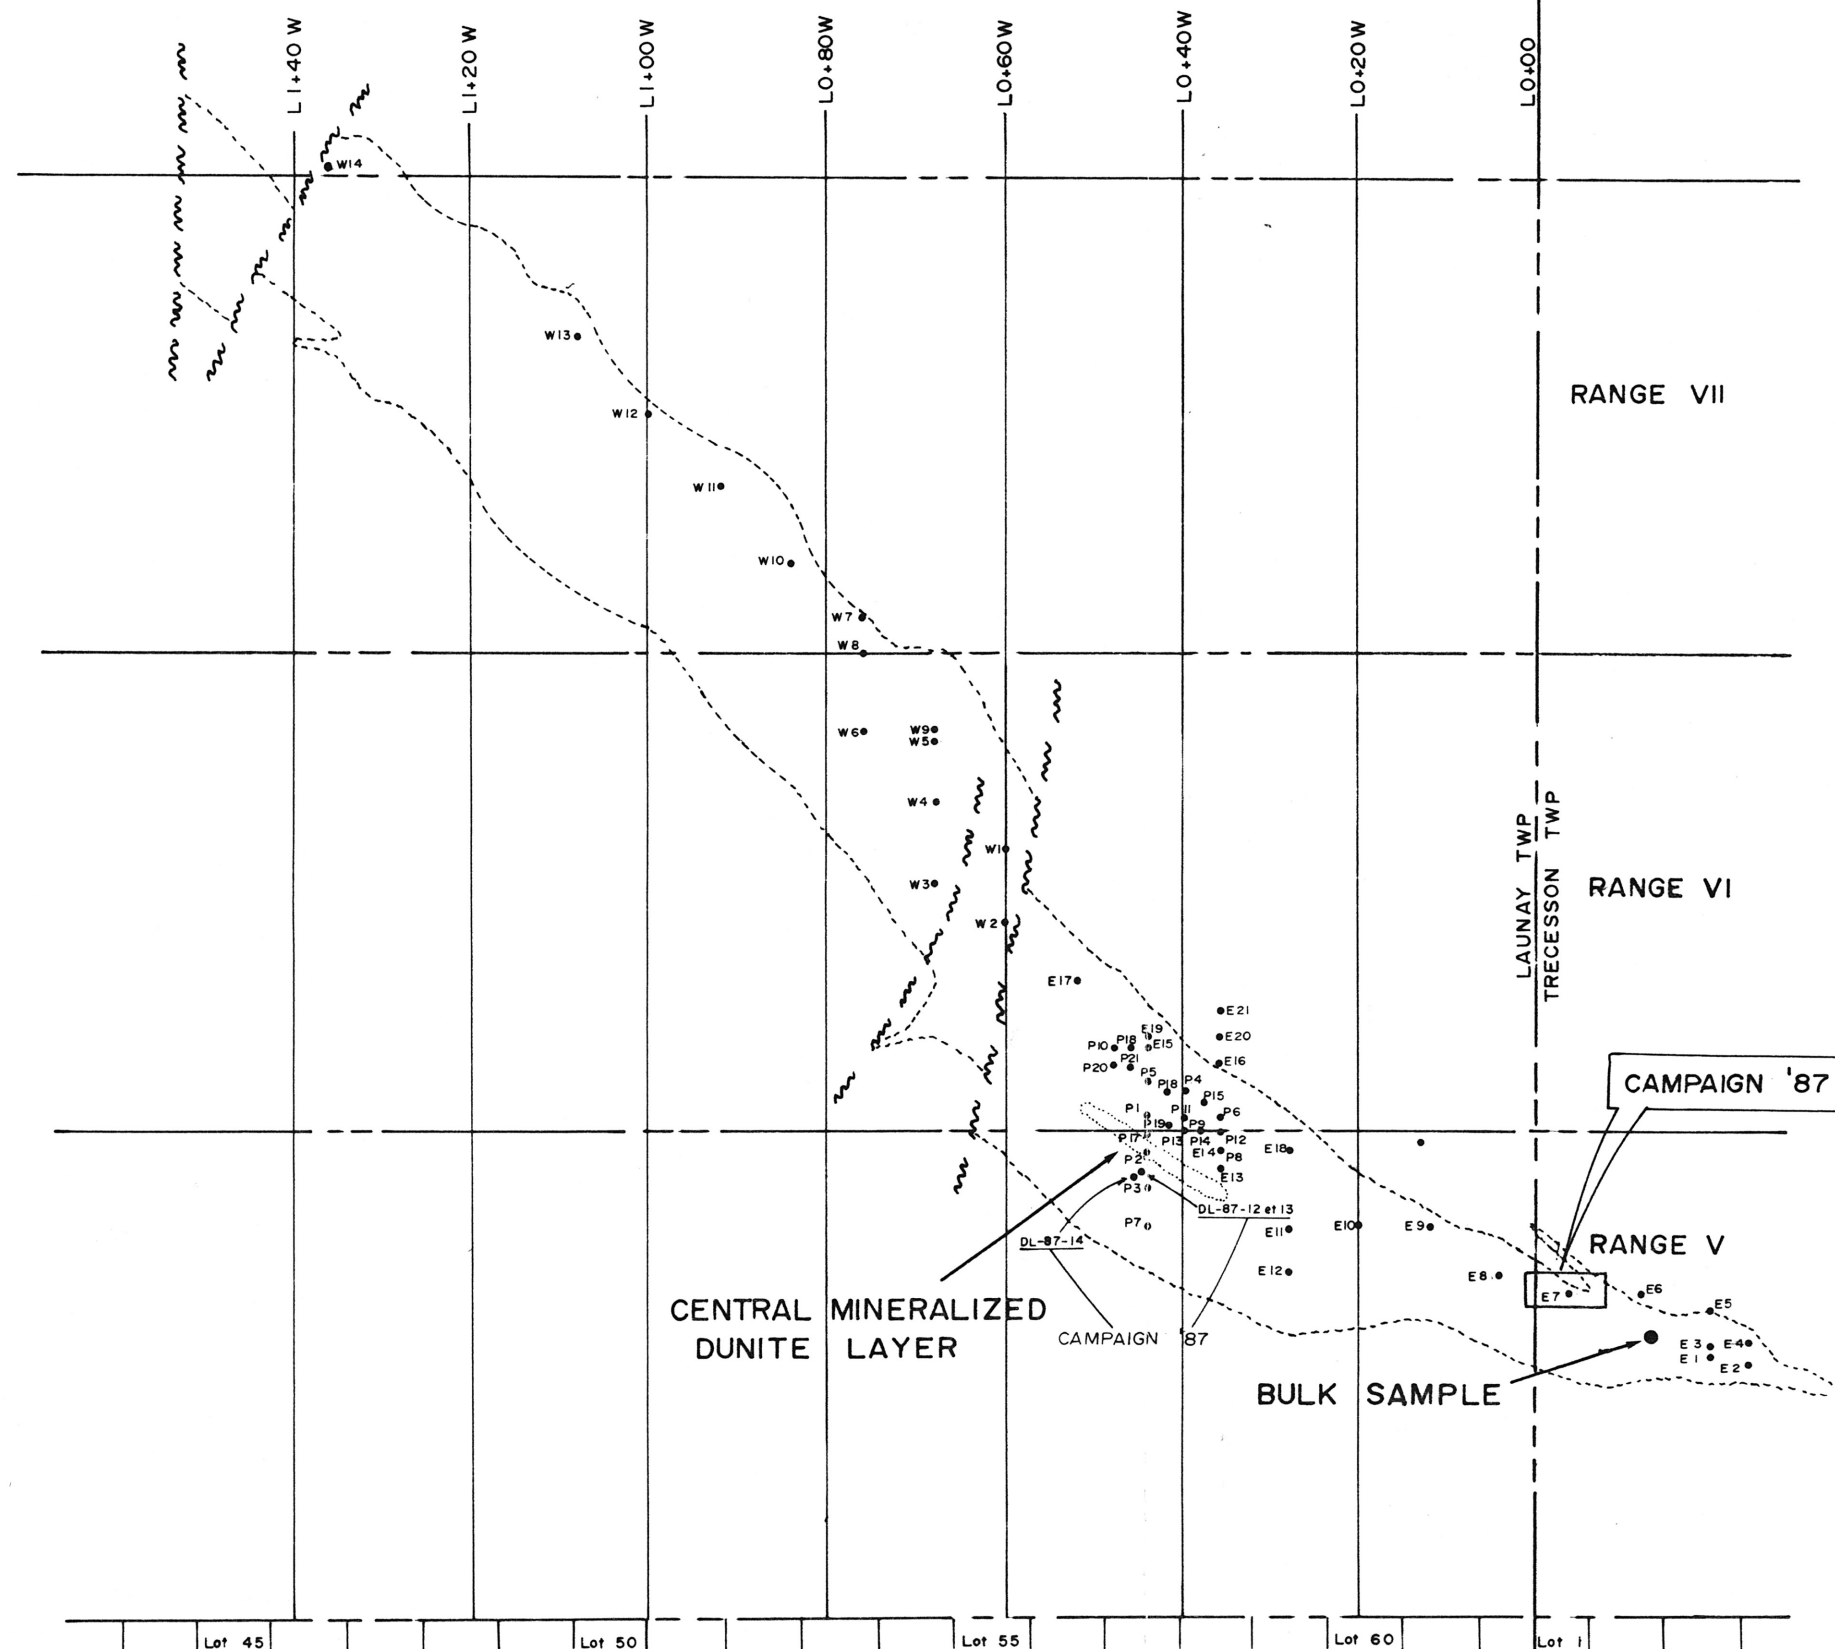 L1+40 W
L1+20 W
L1+00 W
L0+80W
L0+60W
L0+40W
L0+20W
L0+00
W14
W13
RANGE VII
W12
W11
W10
W7
W8
W6
W9
W5
W4
W1
W3
W2
LAUNAY TWP
TRECESSON TWP
RANGE VI
E17
E21
E19
E20
P10
P18
E15
P20
P21
E16
P5
P18
P4
P15
P1
P11
P6
P19
P9
P17
P13
P14
P12
E14
P8
E18
P2
E13
P3
CAMPAIGN '87
DL-87-12 et 13
P7
DL-87-14
E11
E10
E9
RANGE V
E12
E8
E7
E6
E5
CENTRAL MINERALIZED
DUNITE LAYER
CAMPAIGN '87
E3
E4
E1
E2
BULK SAMPLE
Lot 45
Lot 50
Lot 55
Lot 60
Lot 1